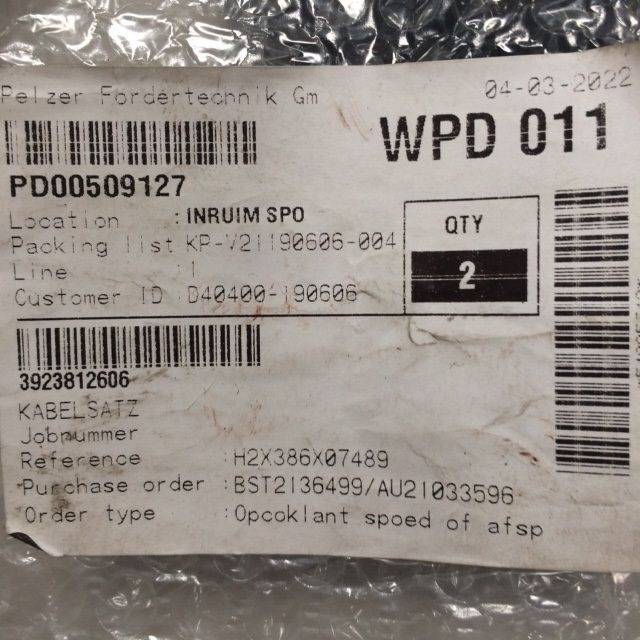 Pelzer Fordertechnik Gm
04-03-2022
WPD 011
PD00509127
Location : INRUIM SPO
Packing list KP-V21190606-004
Line 1
Customer ID D40400-190606
QTY
2
3923812606
KABELSATZ
Jobnummer
Reference :H2X386X07489
Purchase order :BST2136499/AU21033596
Order type :Opcoklant spoed of afsp